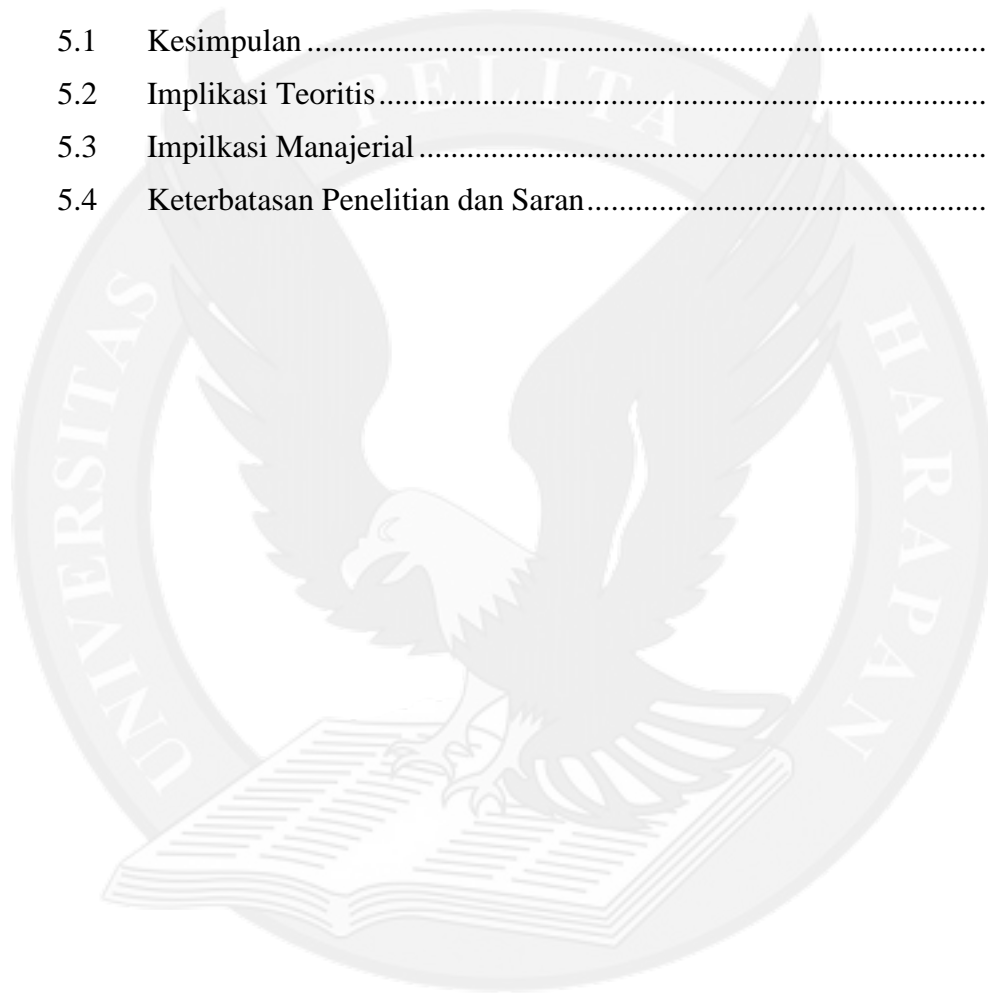 5.1 Kesimpulan ........................................................................................
5.2 Implikasi Teoritis ...............................................................................
5.3 Impilkasi Manajerial ..........................................................................
5.4 Keterbatasan Penelitian dan Saran ......................................................
UNIVERSITAS PELITA HARAPAN